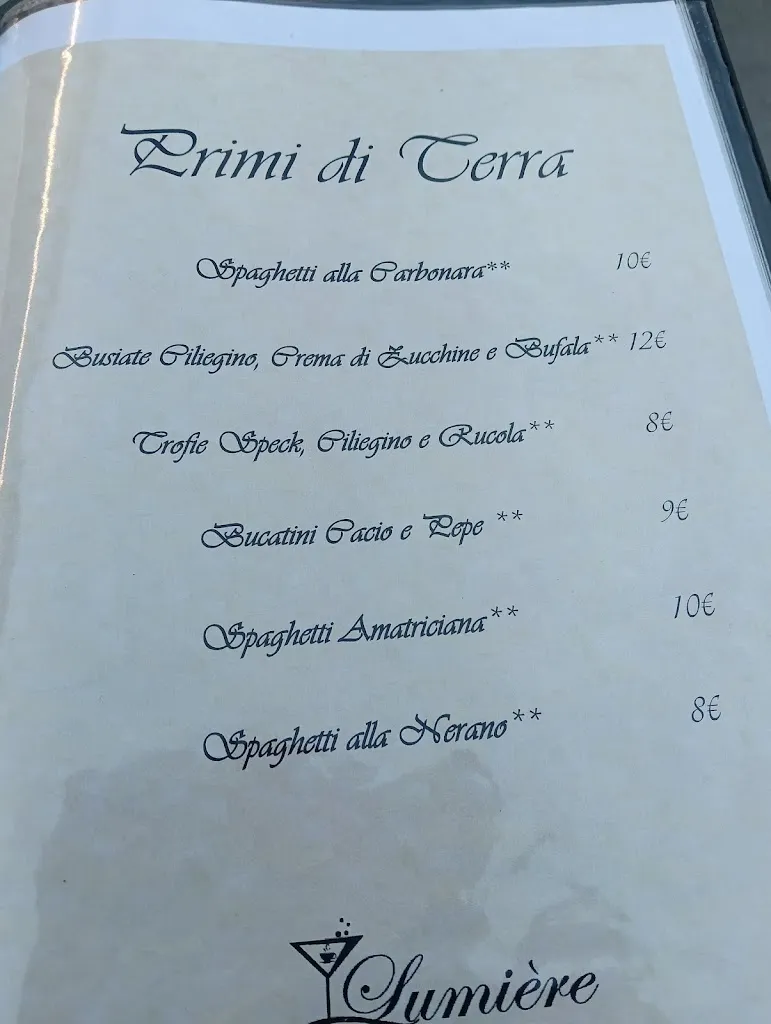 Primi di Terra
Spaghetti alla Carbonara** 10€
Busiate Ciliegino, Crema di Zucchine e Bufala** 12€
Trofie Speck, Ciliegino e Rucola** 8€
Bucatini Cacio e Pepe ** 9€
Spaghetti Amatriciana** 10€
Spaghetti alla Nerano** 8€
Lumière